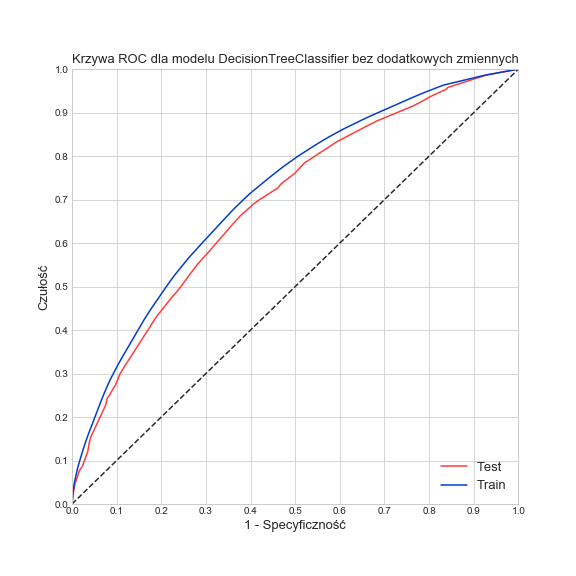 Krzywa ROC dla modelu DecisionTreeClassifier bez dodatkowych zmiennych
1.0
0.9
0.8
0.7
0.6
0.5
0.4
0.3
0.2
0.1
0.0
Czułość
Test
Train
0.0 0.1 0.2 0.3 0.4 0.5 0.6 0.7 0.8 0.9 1.0
1 - Specyficzność